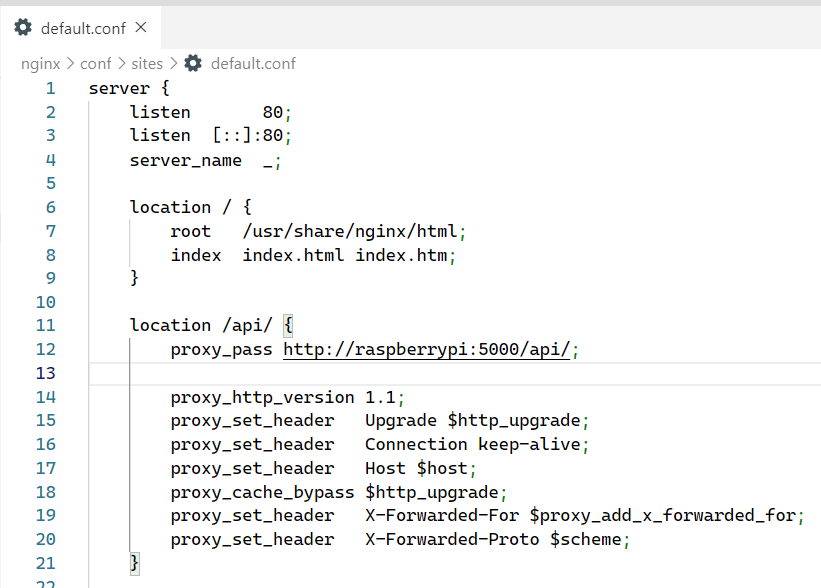 default.conf ×
nginx > conf > sites > default.conf
1 server {
2     listen       80;
3     listen  [::]:80;
4     server_name  _;
5
6     location / {
7         root   /usr/share/nginx/html;
8         index  index.html index.htm;
9     }
10
11     location /api/ {
12         proxy_pass http://raspberrypi:5000/api/;
13
14         proxy_http_version 1.1;
15         proxy_set_header   Upgrade $http_upgrade;
16         proxy_set_header   Connection keep-alive;
17         proxy_set_header   Host $host;
18         proxy_cache_bypass $http_upgrade;
19         proxy_set_header   X-Forwarded-For $proxy_add_x_forwarded_for;
20         proxy_set_header   X-Forwarded-Proto $scheme;
21     }
22